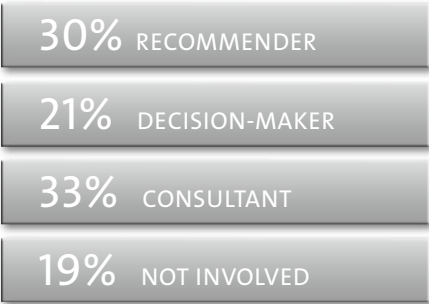 30% RECOMMENDER
21% DECISION-MAKER
33% CONSULTANT
19% NOT INVOLVED